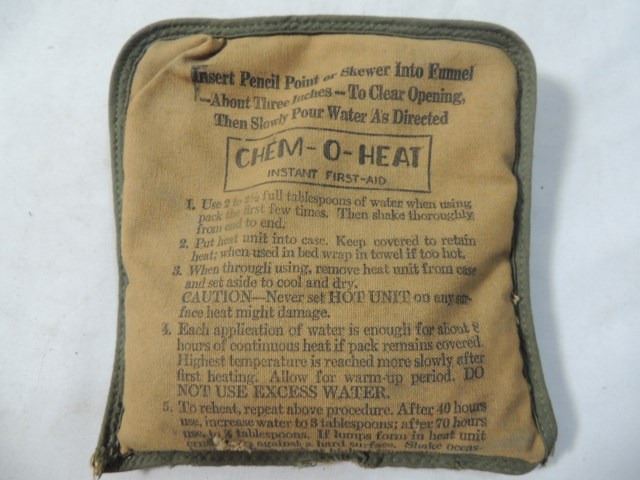 Insert Pencil Point or Skewer Into Funnel
—About Three Inches—To Clear Opening,
Then Slowly Pour Water As Directed
CHEM-O-HEAT
INSTANT FIRST-AID
1. Use 2 to 2½ full tablespoons of water when using
pack the first few times. Then shake thoroughly
from end to end.
2. Put heat unit into case. Keep covered to retain
heat; when used in bed wrap in towel if too hot.
3. When through using, remove heat unit from case
and set aside to cool and dry.
CAUTION—Never set HOT UNIT on any sur-
face heat might damage.
4. Each application of water is enough for about 8
hours of continuous heat if pack remains covered.
Highest temperature is reached more slowly after
first heating. Allow for warm-up period. DO
NOT USE EXCESS WATER.
5. To reheat, repeat above procedure. After 40 hours
use, increase water to 3 tablespoons; after 70 hours
use, to tablespoons. If lumps form in heat unit
against a hard surface. Shake occas-